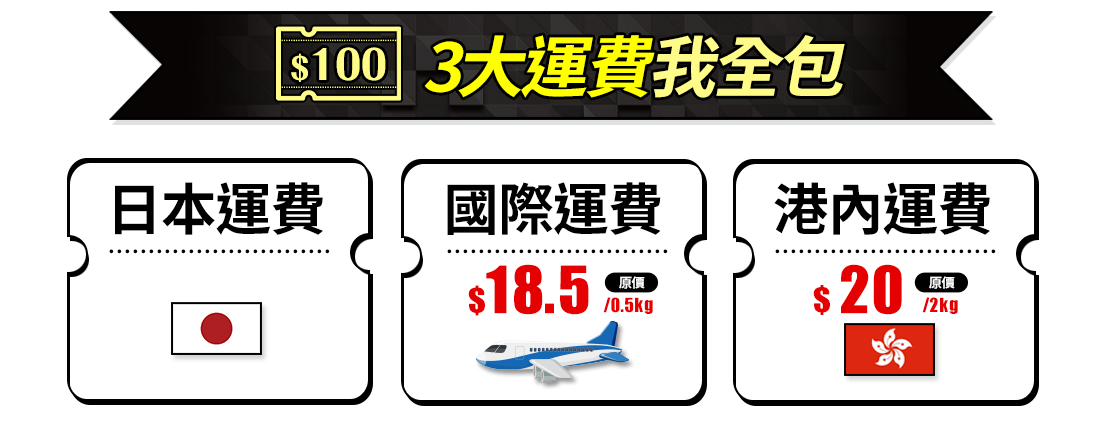 $100 3大運費我全包
日本運費
國際運費
$18.5 原價 /0.5kg
港內運費
$20 原價 /2kg